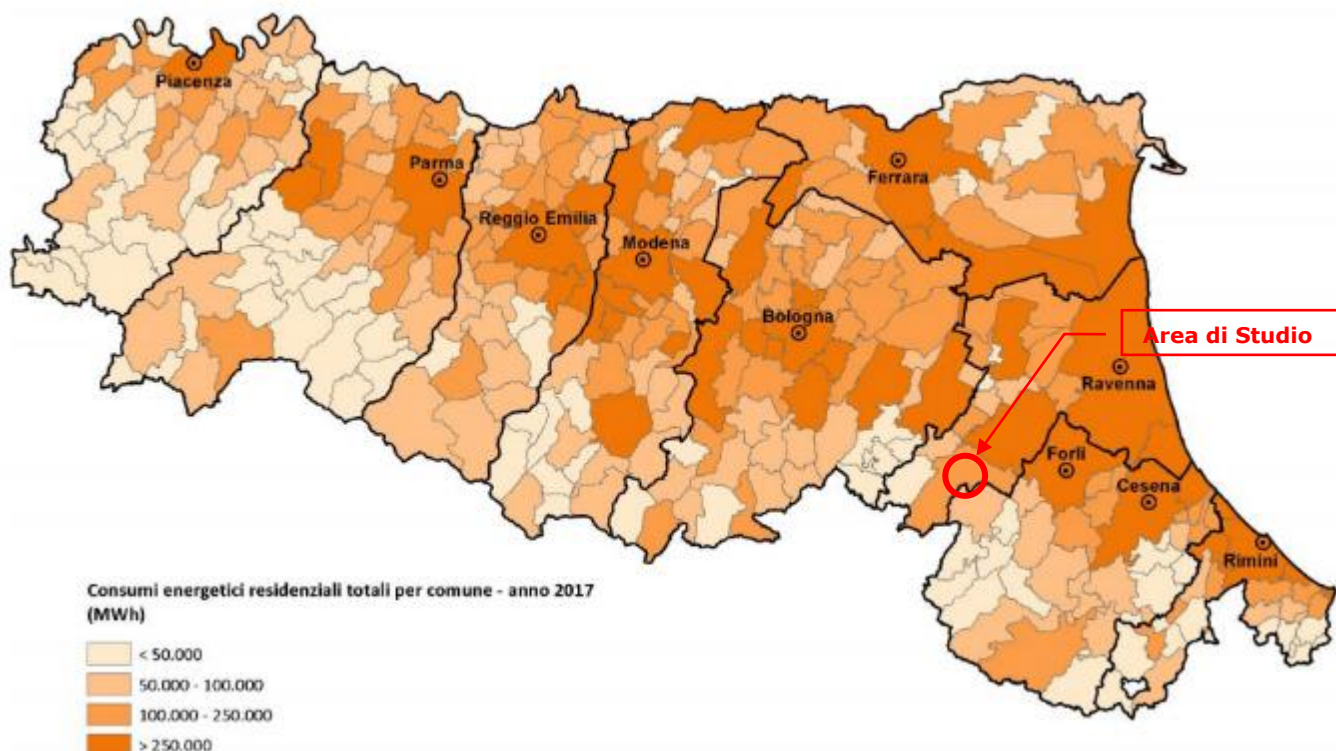 Piacenza
Parma
Reggio Emilia
Modena
Ferrara
Bologna
Area di Studio
Ravenna
Forlì
Cesena
Rimini
Consumi energetici residenziali totali per comune - anno 2017
(MWh)
< 50.000
50.000 - 100.000
100.000 - 250.000
> 250.000